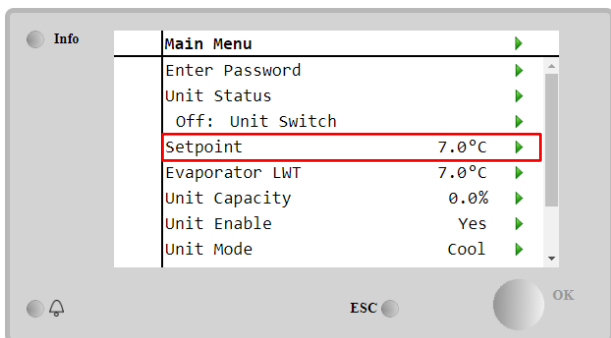 Info
Main Menu
Enter Password
Unit Status
Off: Unit Switch
Setpoint 7.0°C
Evaporator LWT 7.0°C
Unit Capacity 0.0%
Unit Enable Yes
Unit Mode Cool
ESC
OK